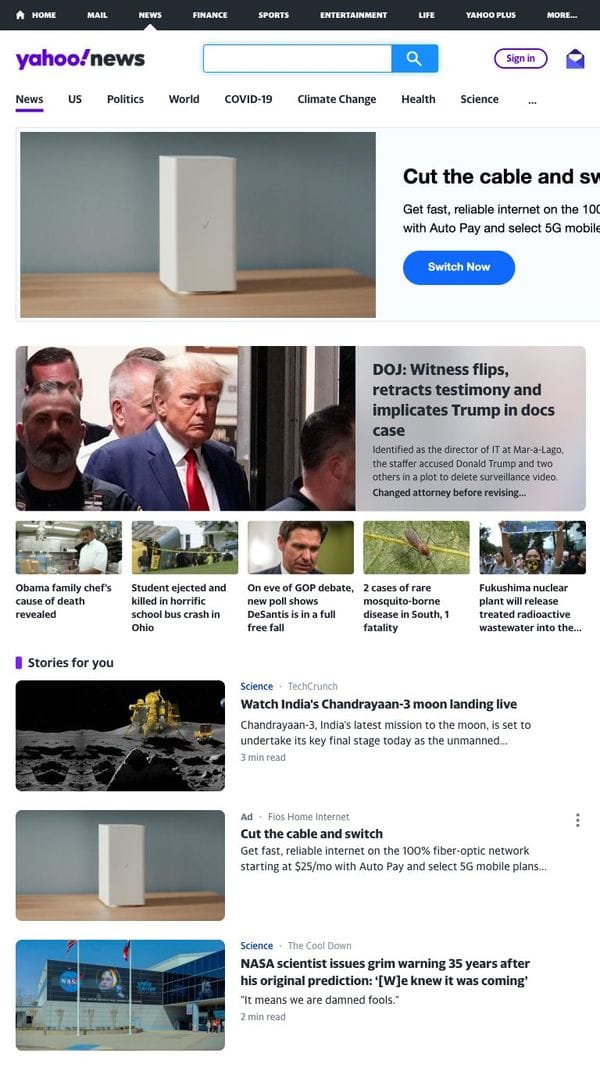 HOME MAIL NEWS FINANCE SPORTS ENTERTAINMENT LIFE YAHOO PLUS MORE...
yahoo!news
Sign in
News US Politics World COVID-19 Climate Change Health Science ...
Cut the cable and sw
Get fast, reliable internet on the 100
with Auto Pay and select 5G mobile
Switch Now
DOJ: Witness flips,
retracts testimony and
implicates Trump in docs
case
Identified as the director of IT at Mar-a-Lago,
the staffer accused Donald Trump and two
others in a plot to delete surveillance video.
Changed attorney before revising...
Obama family chef's
cause of death
revealed
Student ejected and
killed in horrific
school bus crash in
Ohio
On eve of GOP debate,
new poll shows
DeSantis is in a full
free fall
2 cases of rare
mosquito-borne
disease in South, 1
fatality
Fukushima nuclear
plant will release
treated radioactive
wastewater into the...
Stories for you
Science · TechCrunch
Watch India's Chandrayaan-3 moon landing live
Chandrayaan-3, India's latest mission to the moon, is set to
undertake its key final stage today as the unmanned...
3 min read
Ad · Fios Home Internet
Cut the cable and switch
Get fast, reliable internet on the 100% fiber-optic network
starting at $25/mo with Auto Pay and select 5G mobile plans...
NASA
Science · The Cool Down
NASA scientist issues grim warning 35 years after
his original prediction: ‘[W]e knew it was coming’
"It means we are damned fools."
2 min read